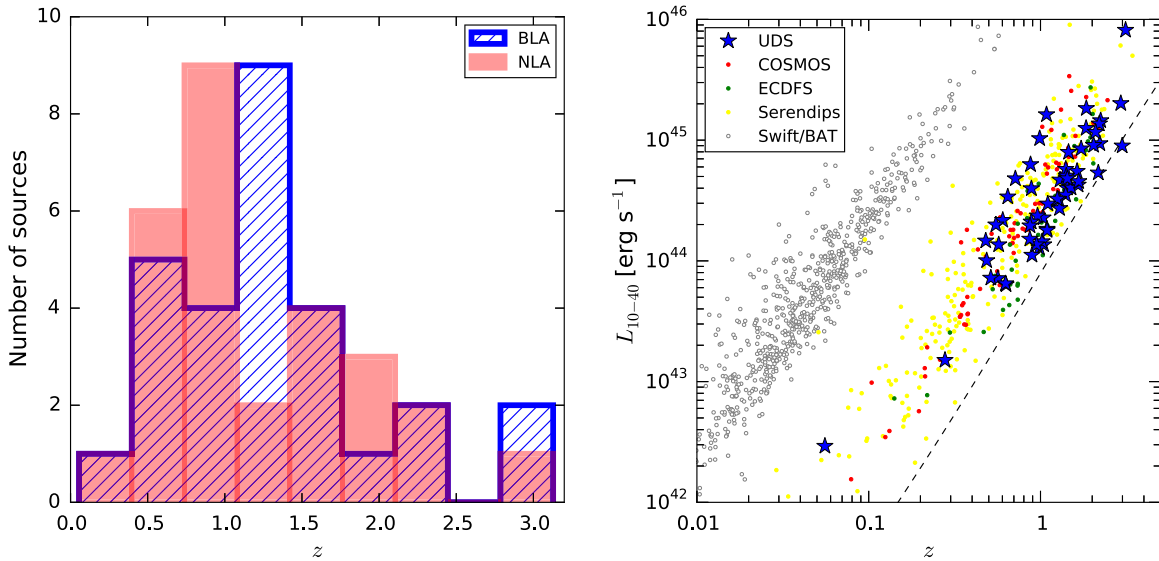 10
8
6
4
2
0
Number of sources
0.0 0.5 1.0 1.5 2.0 2.5 3.0
z
BLA
NLA
10^46
10^45
10^44
10^43
10^42
L_{10−40} [erg s^{−1}]
0.01 0.1 1
z
UDS
COSMOS
ECDFS
Serendips
Swift/BAT